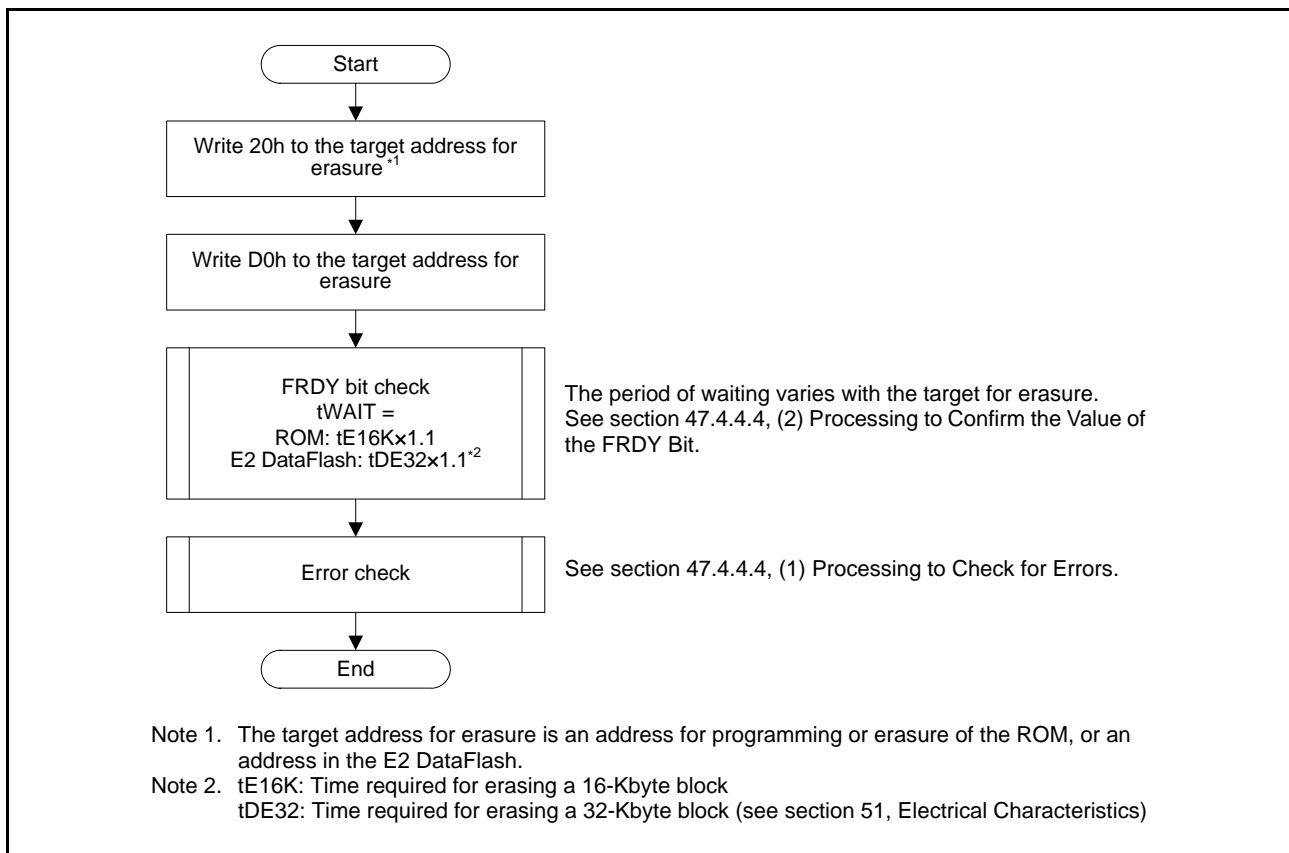 Start
Write 20h to the target address for
erasure *1
Write D0h to the target address for
erasure
FRDY bit check
tWAIT =
ROM: tE16K×1.1
E2 DataFlash: tDE32×1.1*2
The period of waiting varies with the target for erasure.
See section 47.4.4.4, (2) Processing to Confirm the Value of
the FRDY Bit.
Error check
See section 47.4.4.4, (1) Processing to Check for Errors.
End
Note 1. The target address for erasure is an address for programming or erasure of the ROM, or an
address in the E2 DataFlash.
Note 2. tE16K: Time required for erasing a 16-Kbyte block
tDE32: Time required for erasing a 32-Kbyte block (see section 51, Electrical Characteristics)